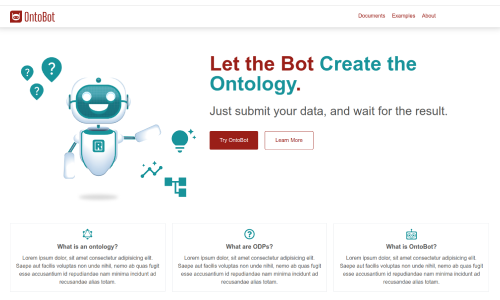 OntoBot
Documents Examples About
Let the Bot Create the
Ontology.
Just submit your data, and wait for the result.
Try OntoBot Learn More
R
What is an ontology?
Lorem ipsum dolor, sit amet consectetur adipisicing elit.
Saepe aut facilis voluptates non unde nihil, nemo ab quas fugit
esse accusantium id repudiandae nam minima incidunt ad
recusandae alias totam.
What are ODPs?
Lorem ipsum dolor, sit amet consectetur adipisicing elit.
Saepe aut facilis voluptates non unde nihil, nemo ab quas fugit
esse accusantium id repudiandae nam minima incidunt ad
recusandae alias totam.
What is OntoBot?
Lorem ipsum dolor, sit amet consectetur adipisicing elit.
Saepe aut facilis voluptates non unde nihil, nemo ab quas fugit
esse accusantium id repudiandae nam minima incidunt ad
recusandae alias totam.